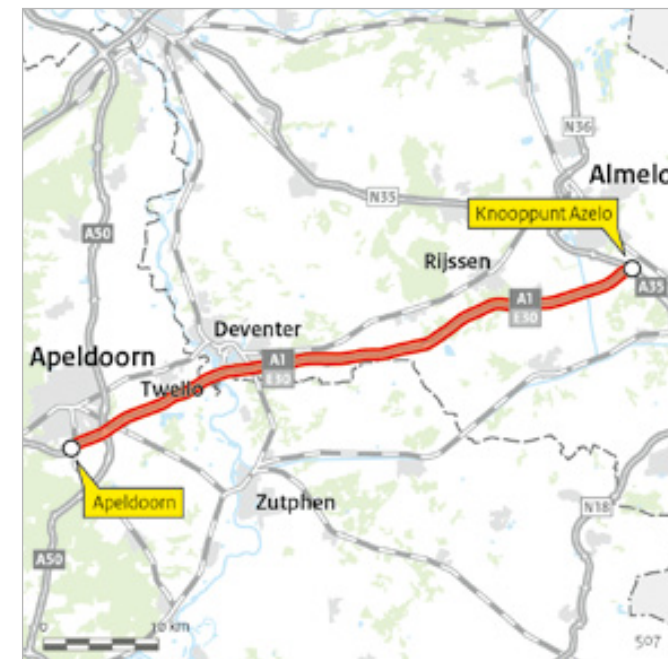 N36
Almelo
N35
Knooppunt Azelo
A50
Rijssen
A35
A1
E30
Deventer
Apeldoorn
A1
E30
Twello
Apeldoorn
Zutphen
N18
A50
0
10 km
507